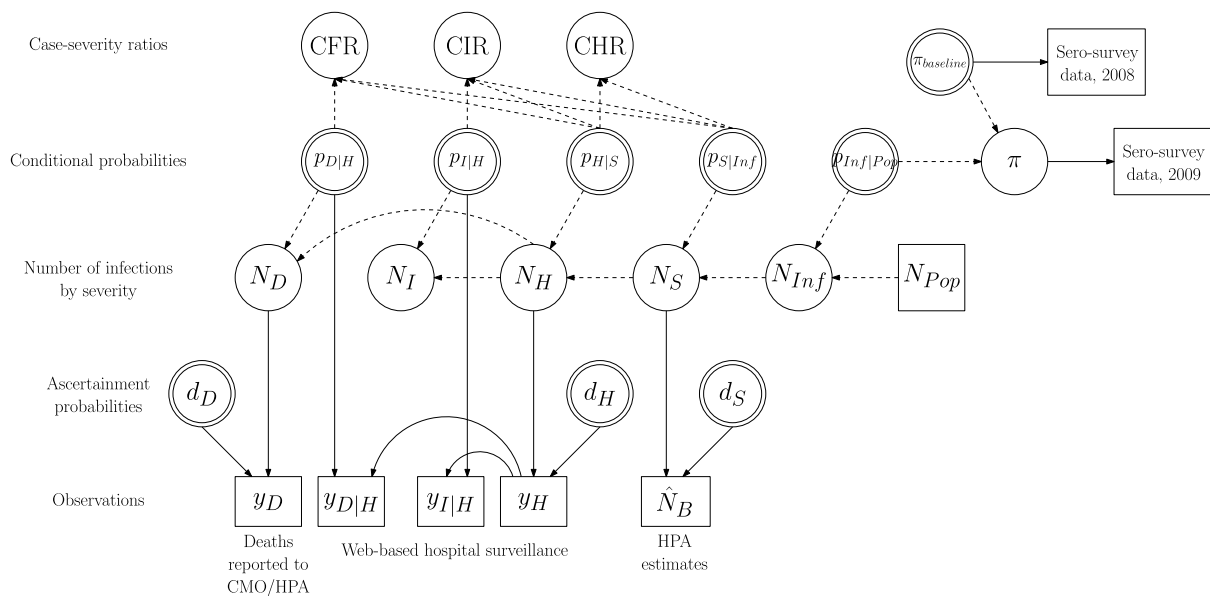 Case-severity ratios
CFR
CIR
CHR
π_baseline
Sero-survey
data, 2008
Conditional probabilities
p_D|H
p_I|H
p_H|S
p_S|Inf
p_Inf|Pop
π
Sero-survey
data, 2009
Number of infections
by severity
N_D
N_I
N_H
N_S
N_Inf
N_Pop
Ascertainment
probabilities
d_D
d_H
d_S
Observations
y_D
y_D|H
y_I|H
y_H
N̂_B
Deaths
reported to
CMO/HPA
Web-based hospital surveillance
HPA
estimates